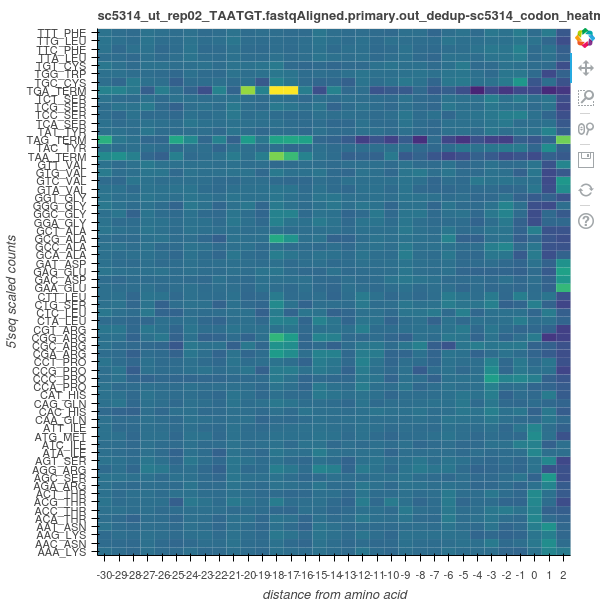 sc5314_ut_rep02_TAATGT.fastqAligned.primary.out_dedup-sc5314_codon_heatm
TTT_PHE
TTG_LEU
TTC_PHE
TTA_LEU
TGT_CYS
TGG_TRP
TGC_CYS
TGA_TERM
TCT_SER
TCG_SER
TCC_SER
TCA_SER
TAT_TYR
TAG_TERM
TAC_TYR
TAA_TERM
GTT_VAL
GTG_VAL
GTC_VAL
GTA_VAL
GGT_GLY
GGG_GLY
GGC_GLY
GGA_GLY
GCT_ALA
GCG_ALA
GCC_ALA
GCA_ALA
GAT_ASP
GAG_GLU
GAC_ASP
GAA_GLU
CTT_LEU
CTG_SER
CTC_LEU
CTA_LEU
CGT_ARG
CGG_ARG
CGC_ARG
CGA_ARG
CCT_PRO
CCG_PRO
CCC_PRO
CCA_PRO
CAT_HIS
CAG_GLN
CAC_HIS
CAA_GLN
ATT_ILE
ATG_MET
ATC_ILE
ATA_ILE
AGT_SER
AGG_ARG
AGC_SER
AGA_ARG
ACT_THR
ACG_THR
ACC_THR
ACA_THR
AAT_ASN
AAG_LYS
AAC_ASN
AAA_LYS
5'seq scaled counts
-30-29-28-27-26-25-24-23-22-21-20-19-18-17-16-15-14-13-12-11-10-9 -8 -7 -6 -5 -4 -3 -2 -1 0 1 2
distance from amino acid